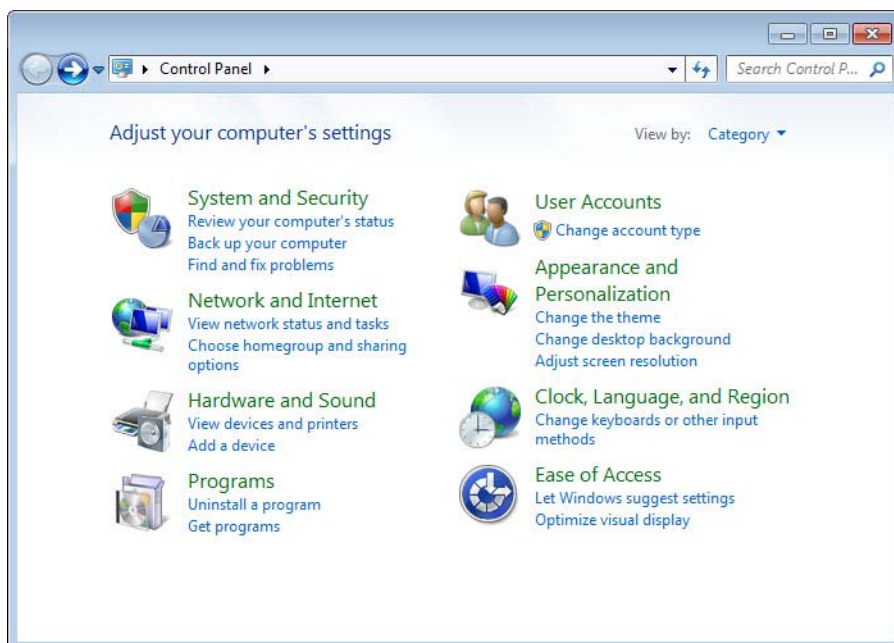 Control Panel
Search Control P...
Adjust your computer's settings
View by: Category
System and Security
Review your computer's status
Back up your computer
Find and fix problems
Network and Internet
View network status and tasks
Choose homegroup and sharing
options
Hardware and Sound
View devices and printers
Add a device
Programs
Uninstall a program
Get programs
User Accounts
Change account type
Appearance and
Personalization
Change the theme
Change desktop background
Adjust screen resolution
Clock, Language, and Region
Change keyboards or other input
methods
Ease of Access
Let Windows suggest settings
Optimize visual display